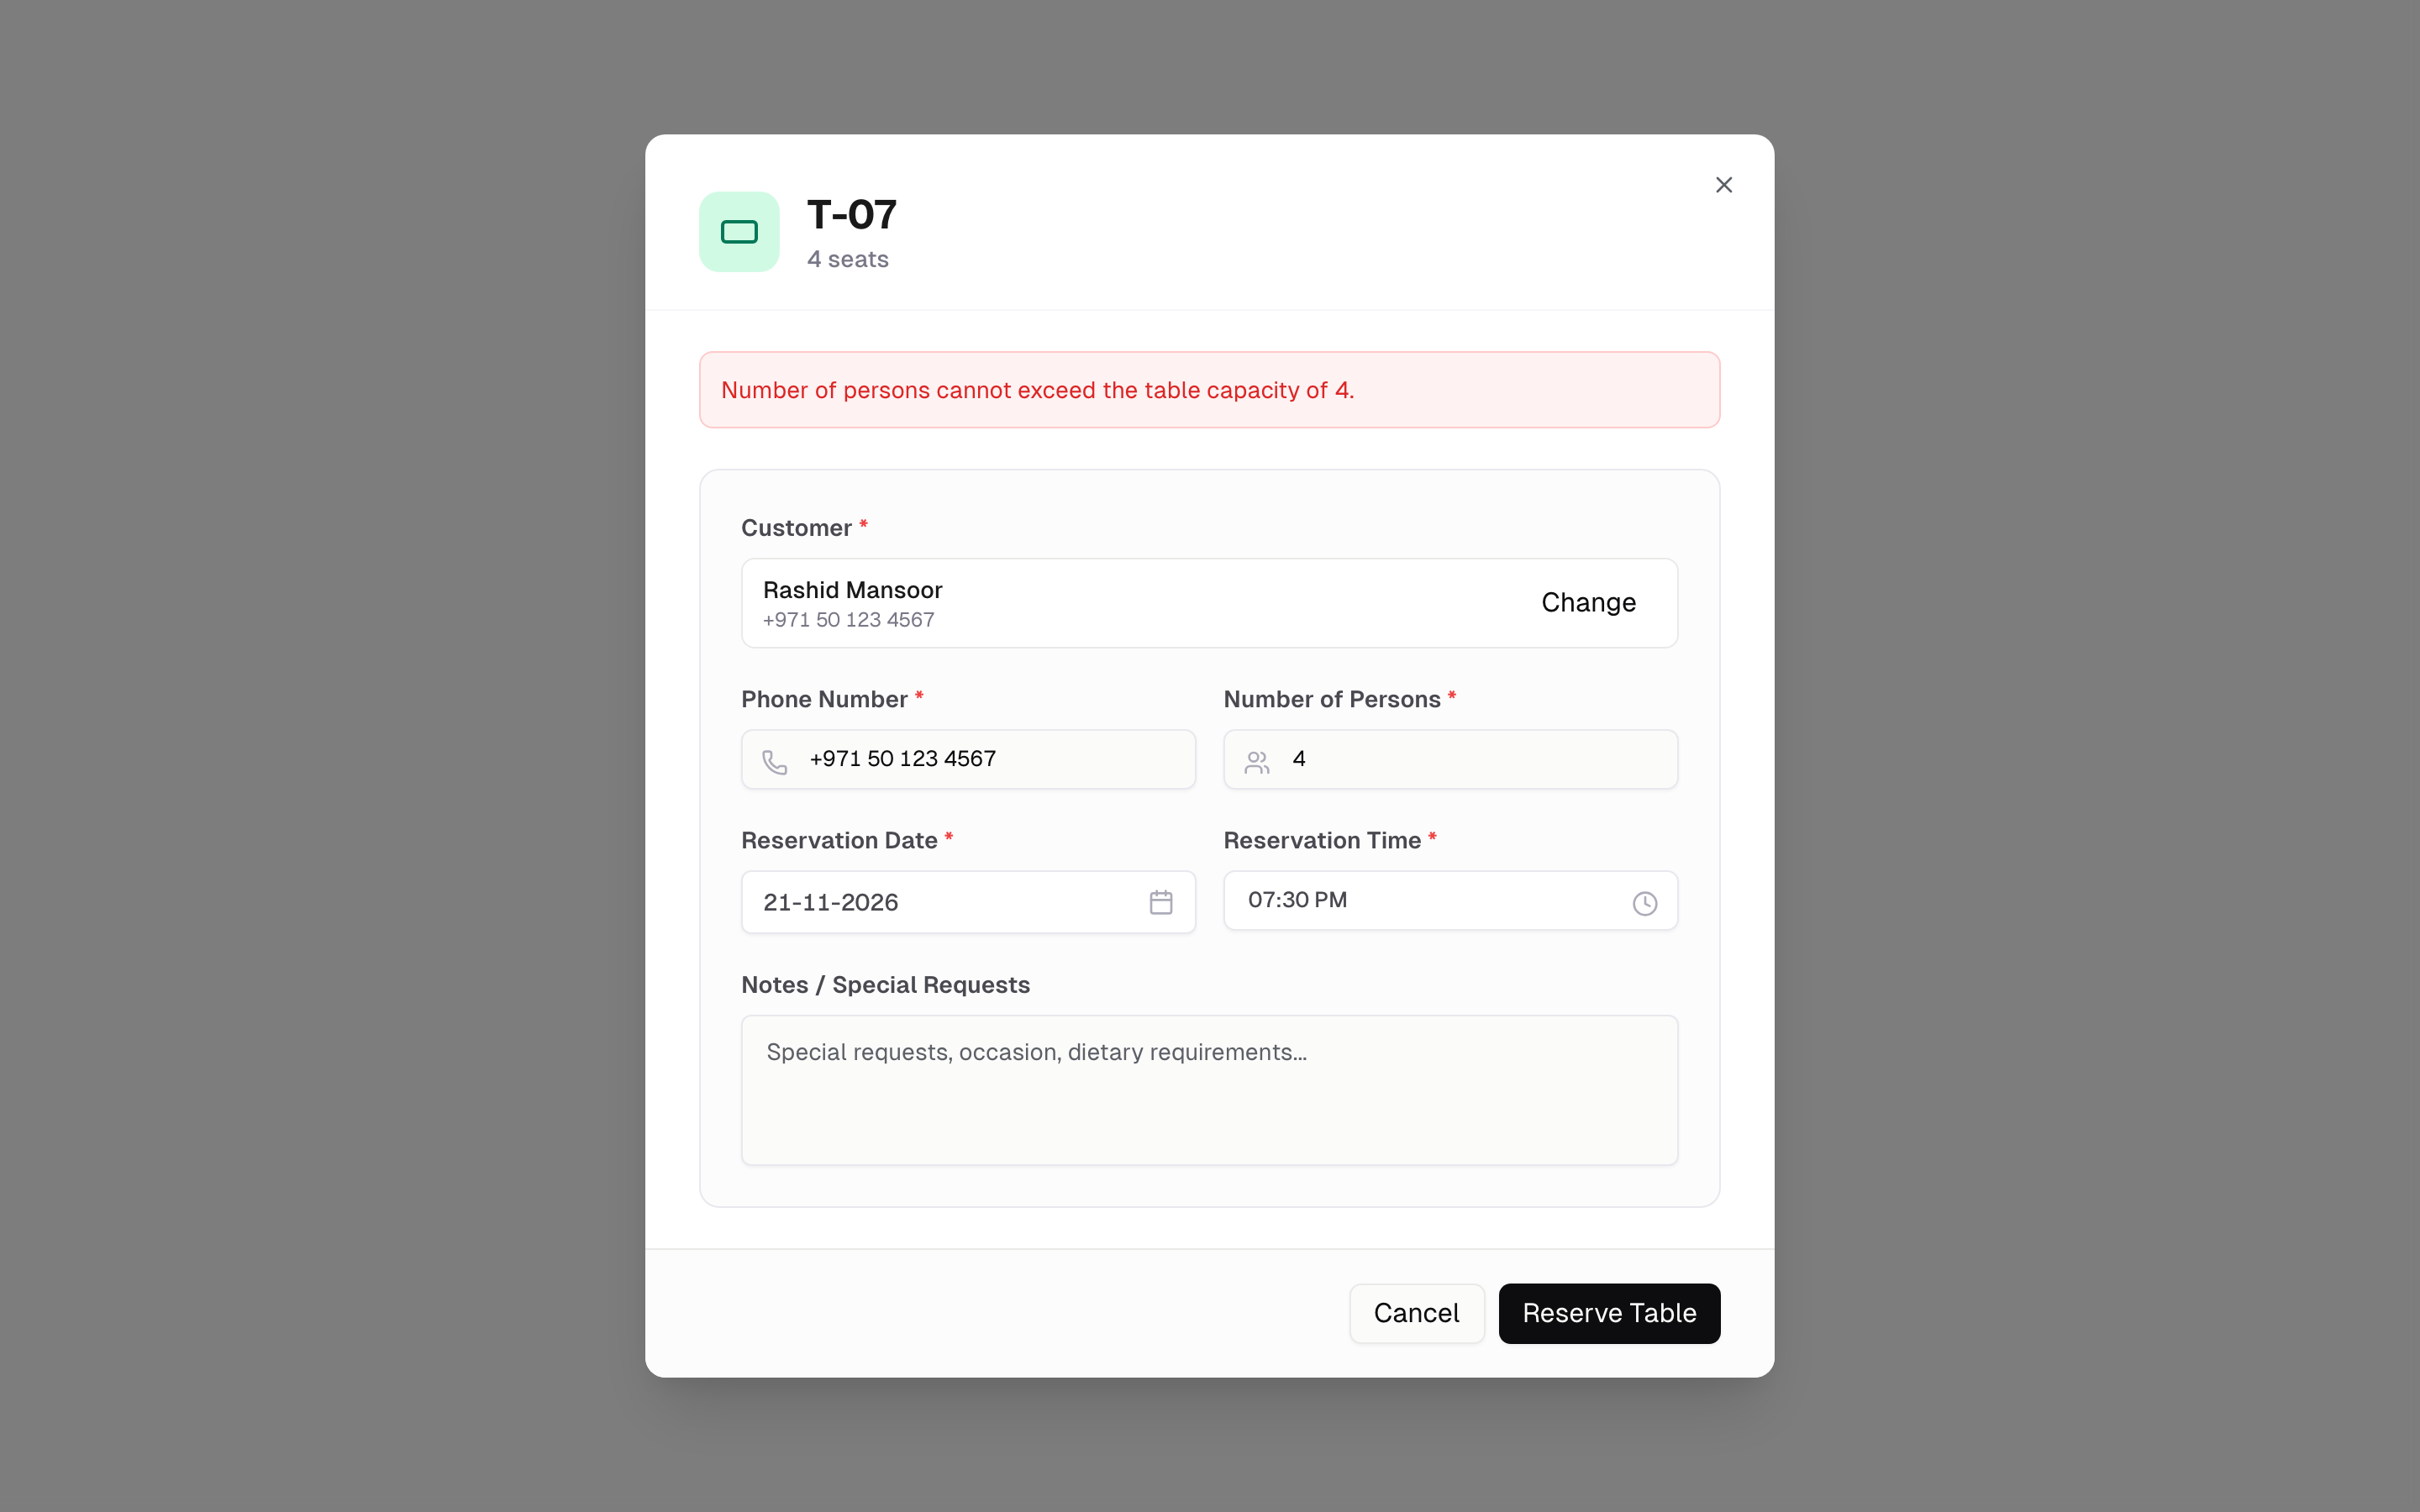 T-07
4 seats
Number of persons cannot exceed the table capacity of 4.
Customer *
Rashid Mansoor
+971 50 123 4567
Change
Phone Number *
Number of Persons *
+971 50 123 4567
4
Reservation Date *
Reservation Time *
21-11-2026
07:30 PM
Notes / Special Requests
Special requests, occasion, dietary requirements...
Cancel
Reserve Table